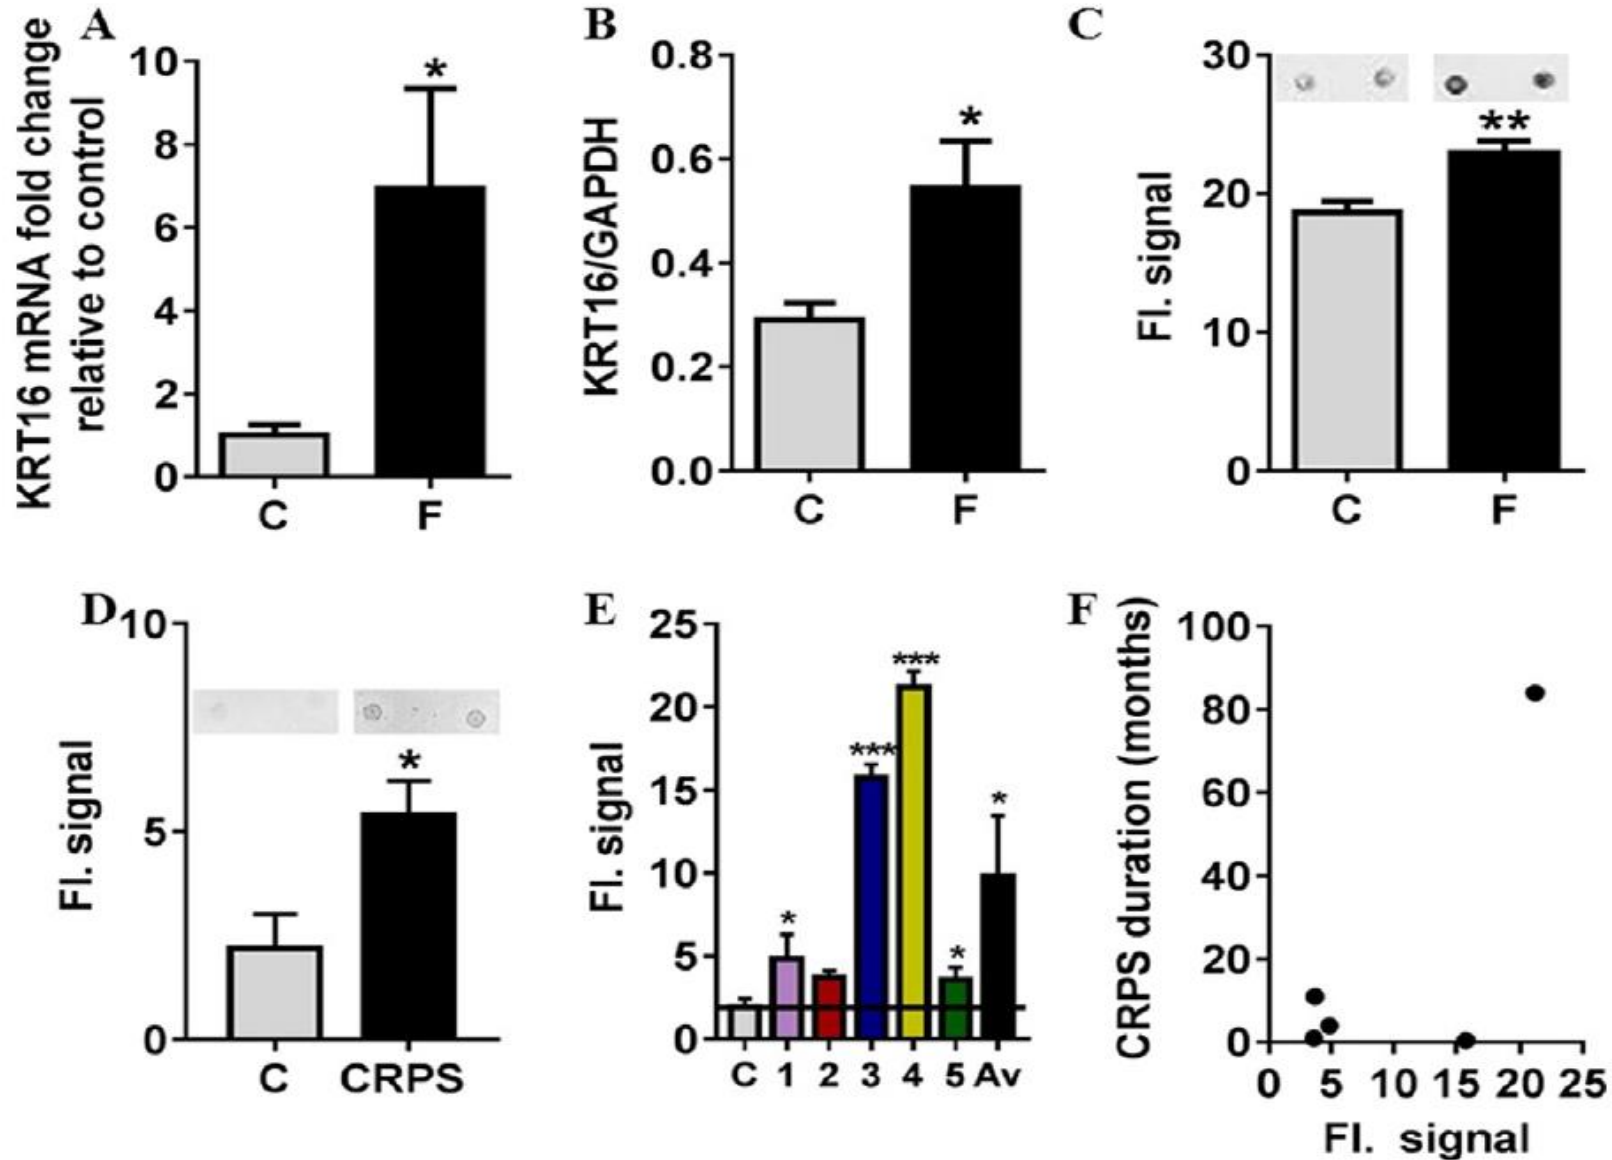 A
KRT16 mRNA fold change
relative to control
10
8
6
4
2
0
*
C F
B
KRT16/GAPDH
0.8
0.6
0.4
0.2
0.0
*
C F
C
Fl. signal
30
20
10
0
**
C F
D
Fl. signal
10
5
0
*
C CRPS
E
Fl. signal
25
20
15
10
5
0
*
***
***
*
*
C 1 2 3 4 5 Av
F
CRPS duration (months)
100
80
60
40
20
0
0 5 10 15 20 25
Fl. signal